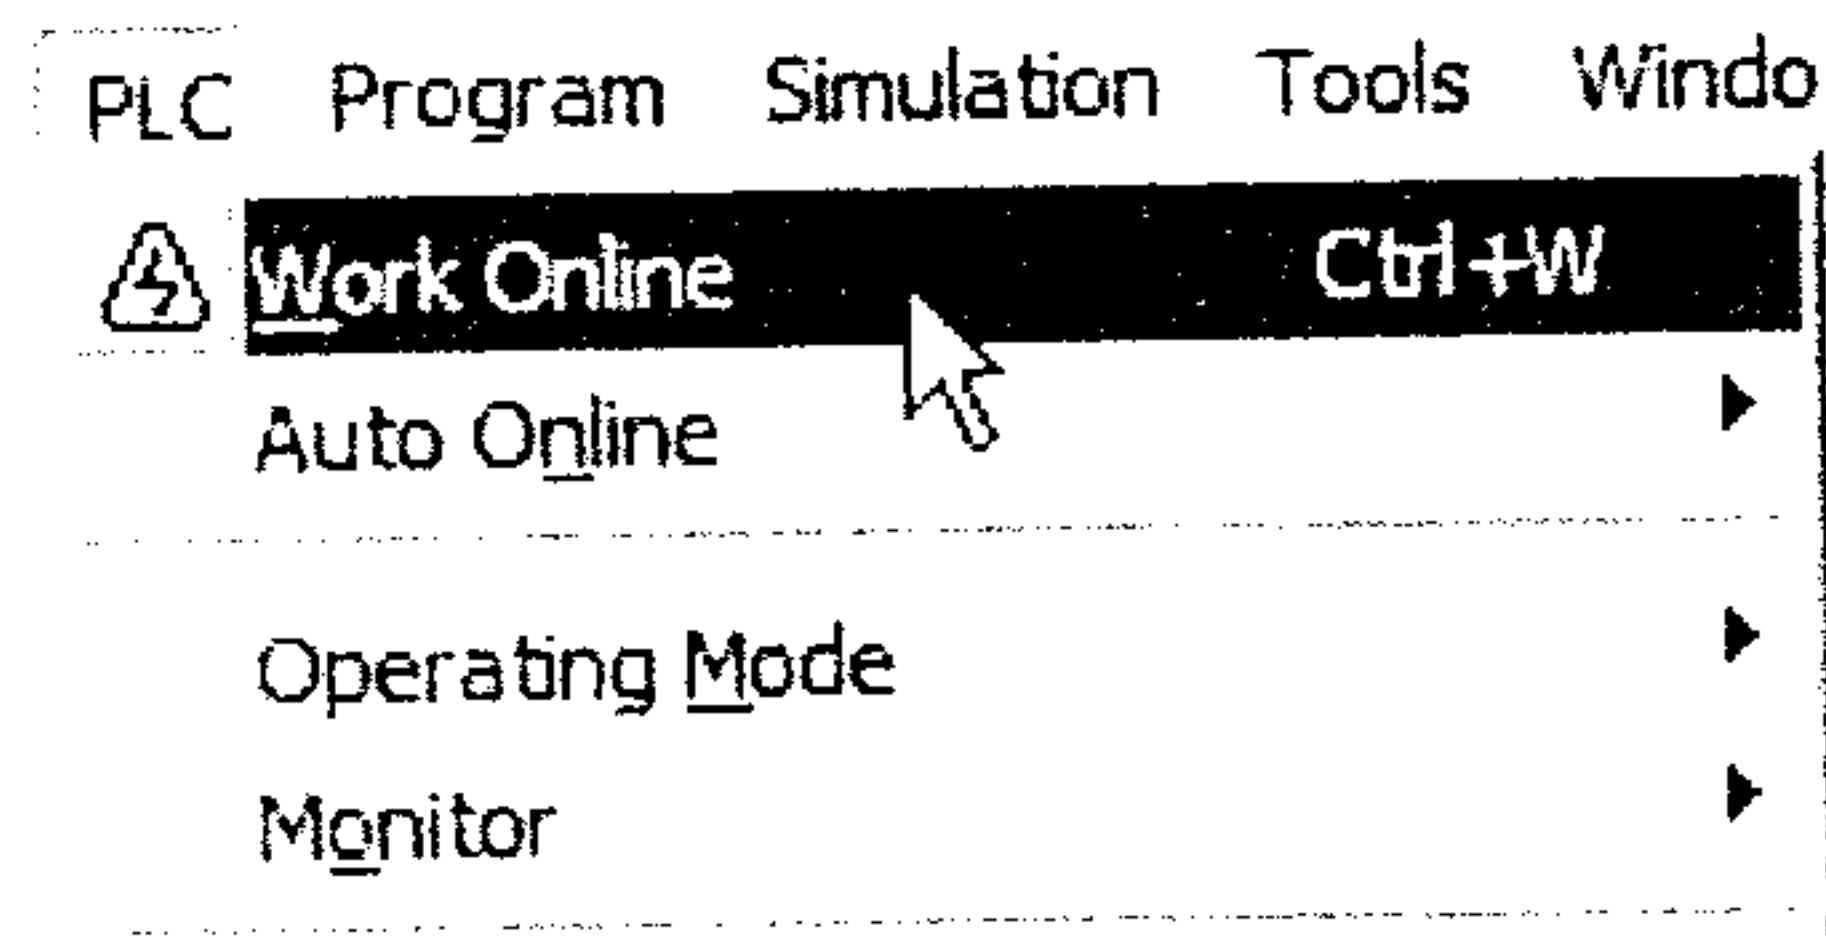 PLC Program Simulation Tools Windo
Work Online Ctrl+W
Auto Online
Operating Mode
Monitor